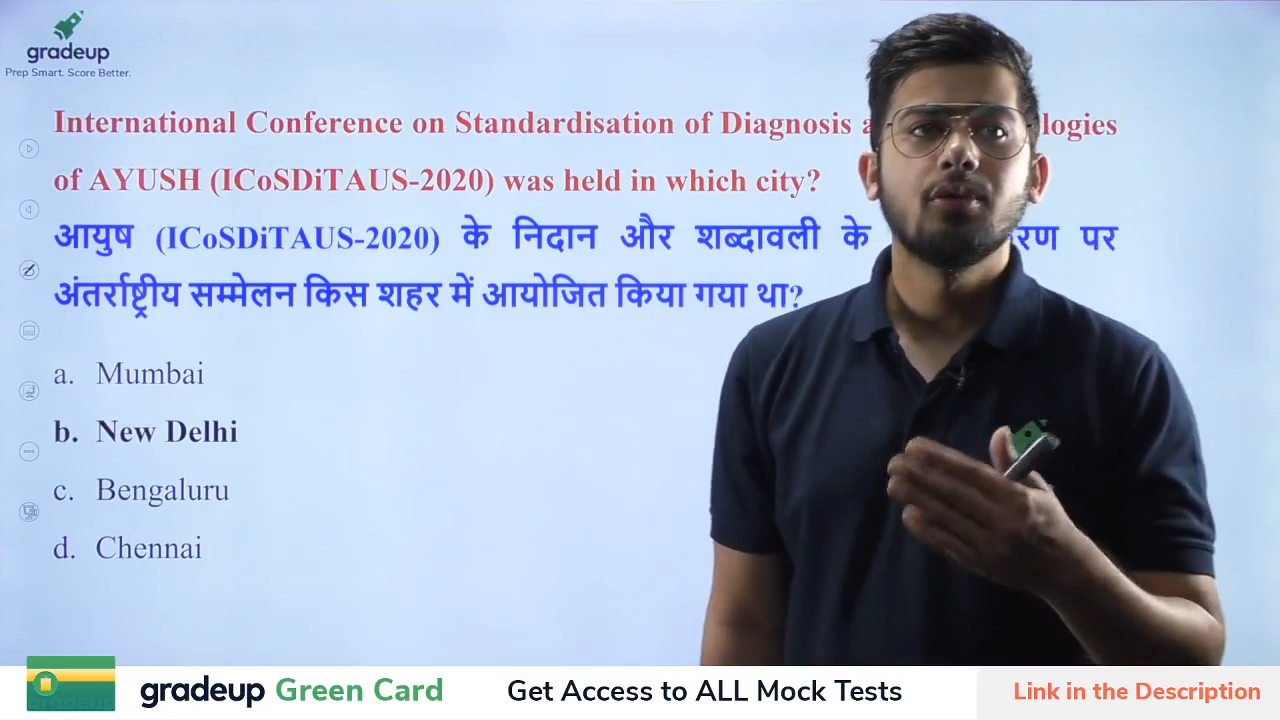 gradeup
Prep Smart. Score Better.
International Conference on Standardisation of Diagnosis
of AYUSH (ICoSDiTAUS-2020) was held in which city?
आयुष (ICoSDiTAUS-2020) के निदान और शब्दावली के पर
अंतर्राष्ट्रीय सम्मेलन किस शहर में आयोजित किया गया था?
a. Mumbai
b. New Delhi
c. Bengaluru
d. Chennai
gradeup Green Card Get Access to ALL Mock Tests Link in the Description